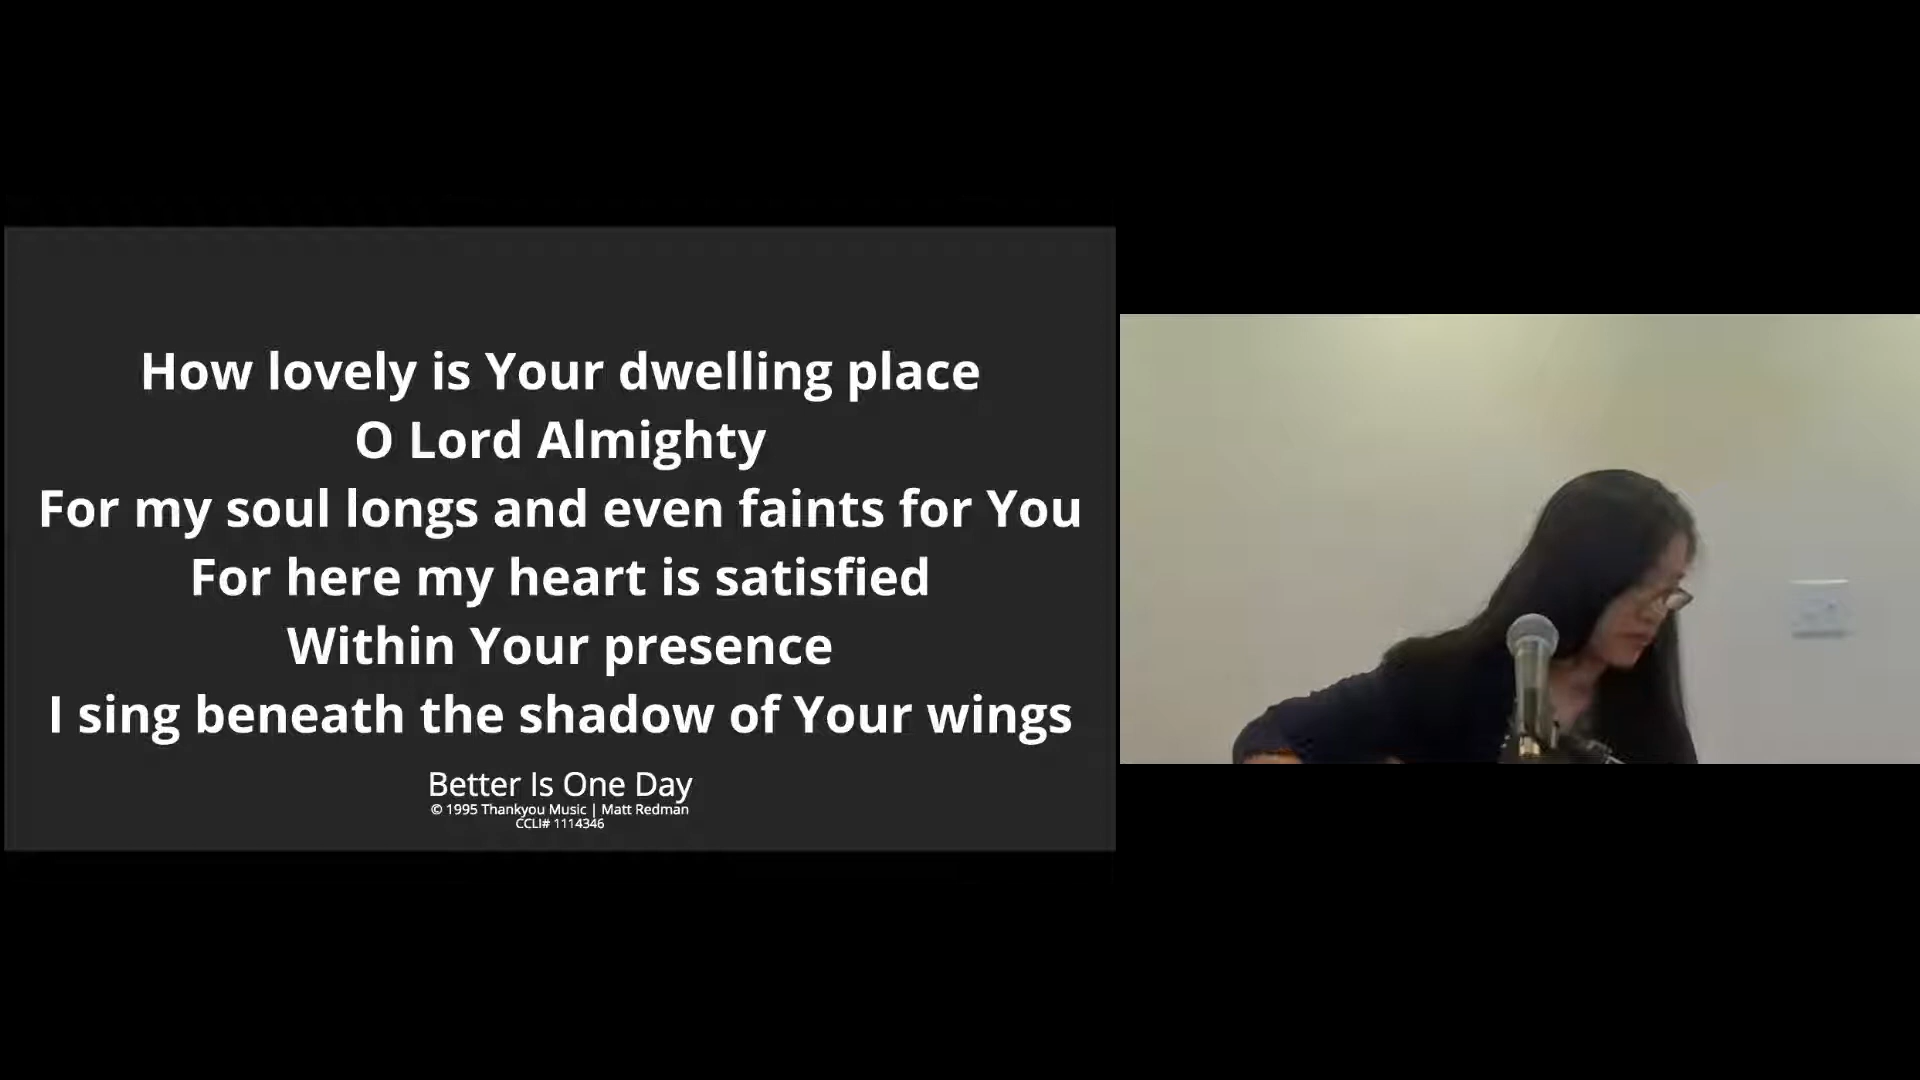 How lovely is Your dwelling place
O Lord Almighty
For my soul longs and even faints for You
For here my heart is satisfied
Within Your presence
I sing beneath the shadow of Your wings
Better Is One Day
© 1995 Thankyou Music | Matt Redman
CCLI# 1114346